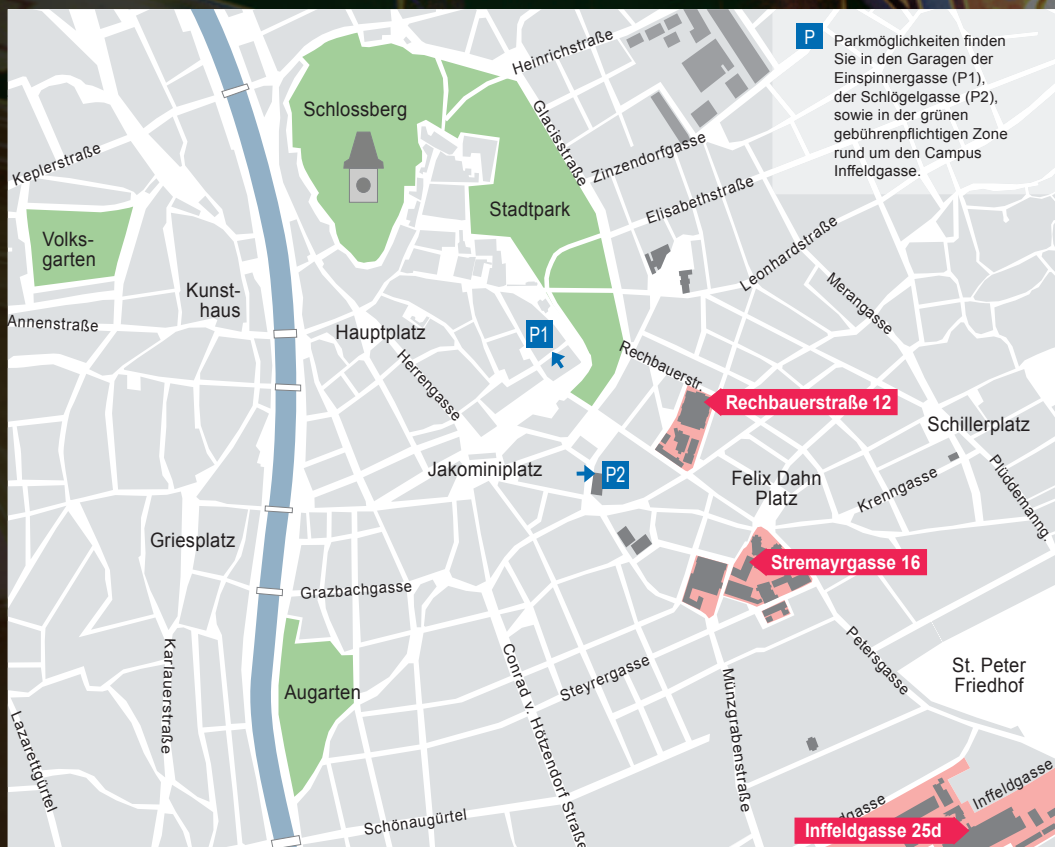 P
Parkmöglichkeiten finden
Sie in den Garagen der
Einspinnergasse (P1),
der Schlögelgasse (P2),
sowie in der grünen
gebührenpflichtigen Zone
rund um den Campus
Inffeldgasse.
Heinrichstraße
Schlossberg
Glacisstraße
Keplerstraße
Zinzendorfgasse
Stadtpark
Elisabethstraße
Volks-
garten
Leonhardstraße
Kunst-
haus
Merangasse
Annenstraße
Hauptplatz
P1
Herrengasse
Rechbauerstr.
Rechbauerstraße 12
Schillerplatz
Jakominiplatz
P2
Felix Dahn
Platz
Krenngasse
Plüddemanng.
Griesplatz
Stremayrgasse 16
Grazbachgasse
Karlauerstraße
Petersgasse
St. Peter
Friedhof
Augarten
Steyrergasse
Conrad v. Hötzendorf Straße
Münzgrabenstraße
Lazarettgürtel
Inffeldgasse
dgasse
Schönaugürtel
Inffeldgasse 25d